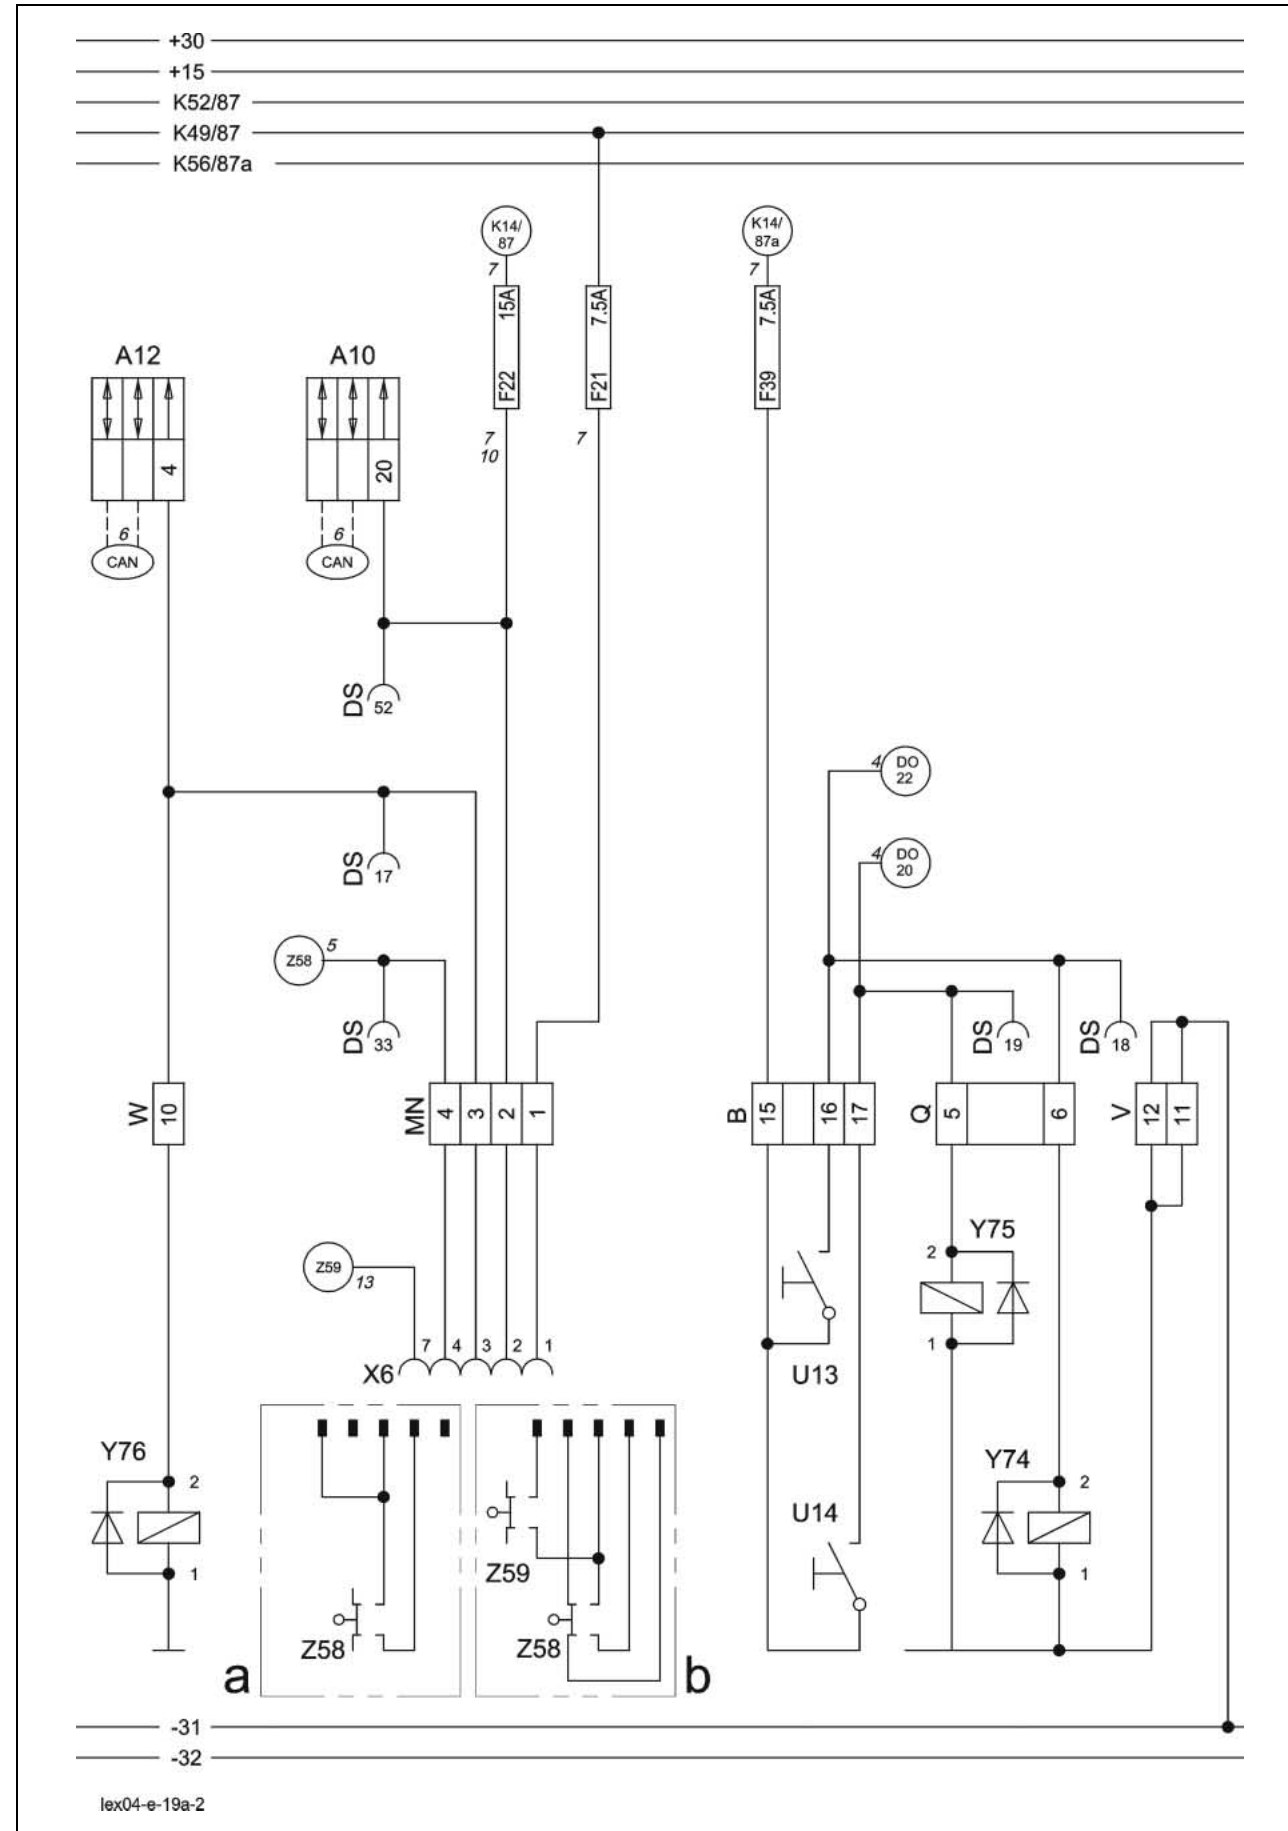 +30
+15
K52/87
K49/87
K56/87a
K14/
87
K14/
87a
7
7
15A
7.5A
7.5A
F22
F21
F39
A12
A10
4
20
7
10
7
6
6
CAN
CAN
DS
52
4
DO
22
DS
17
4
DO
20
Z58
5
DS
33
DS
19
DS
18
W
10
MN
4
3
2
1
B
15
16
17
Q
5
6
V
12
11
Y75
2
1
Z59
13
X6
7
4
3
2
1
U13
Y76
2
1
Y74
2
1
U14
Z59
Z58
Z58
a
b
-31
-32
lex04-e-19a-2